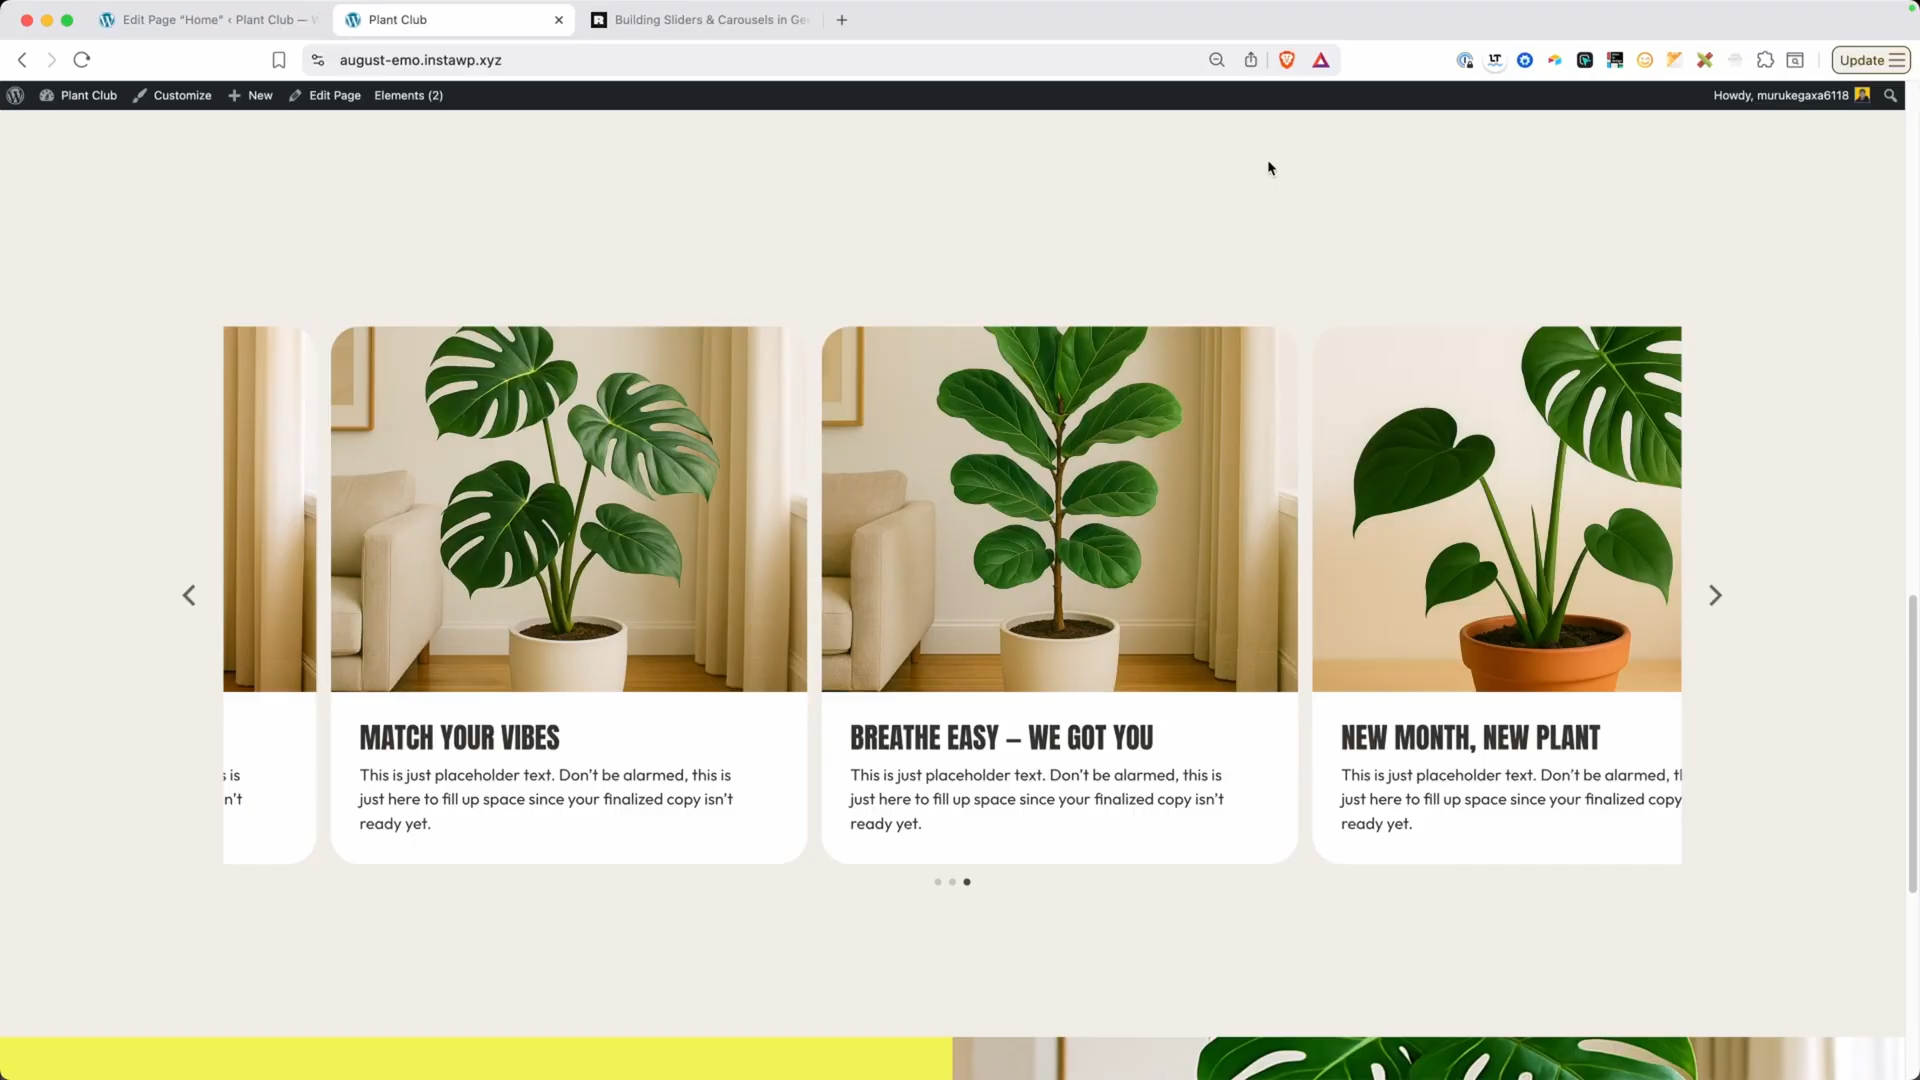 Edit Page “Home” ‹ Plant Club — W
Plant Club
Building Sliders & Carousels in Ge
august-emo.instawp.xyz
Update
Plant Club
Customize
New
Edit Page
Elements (2)
Howdy, murukegaxa6118
s is
n’t
MATCH YOUR VIBES
This is just placeholder text. Don’t be alarmed, this is
just here to fill up space since your finalized copy isn’t
ready yet.
BREATHE EASY – WE GOT YOU
This is just placeholder text. Don’t be alarmed, this is
just here to fill up space since your finalized copy isn’t
ready yet.
NEW MONTH, NEW PLANT
This is just placeholder text. Don’t be alarmed, tl
just here to fill up space since your finalized copy
ready yet.